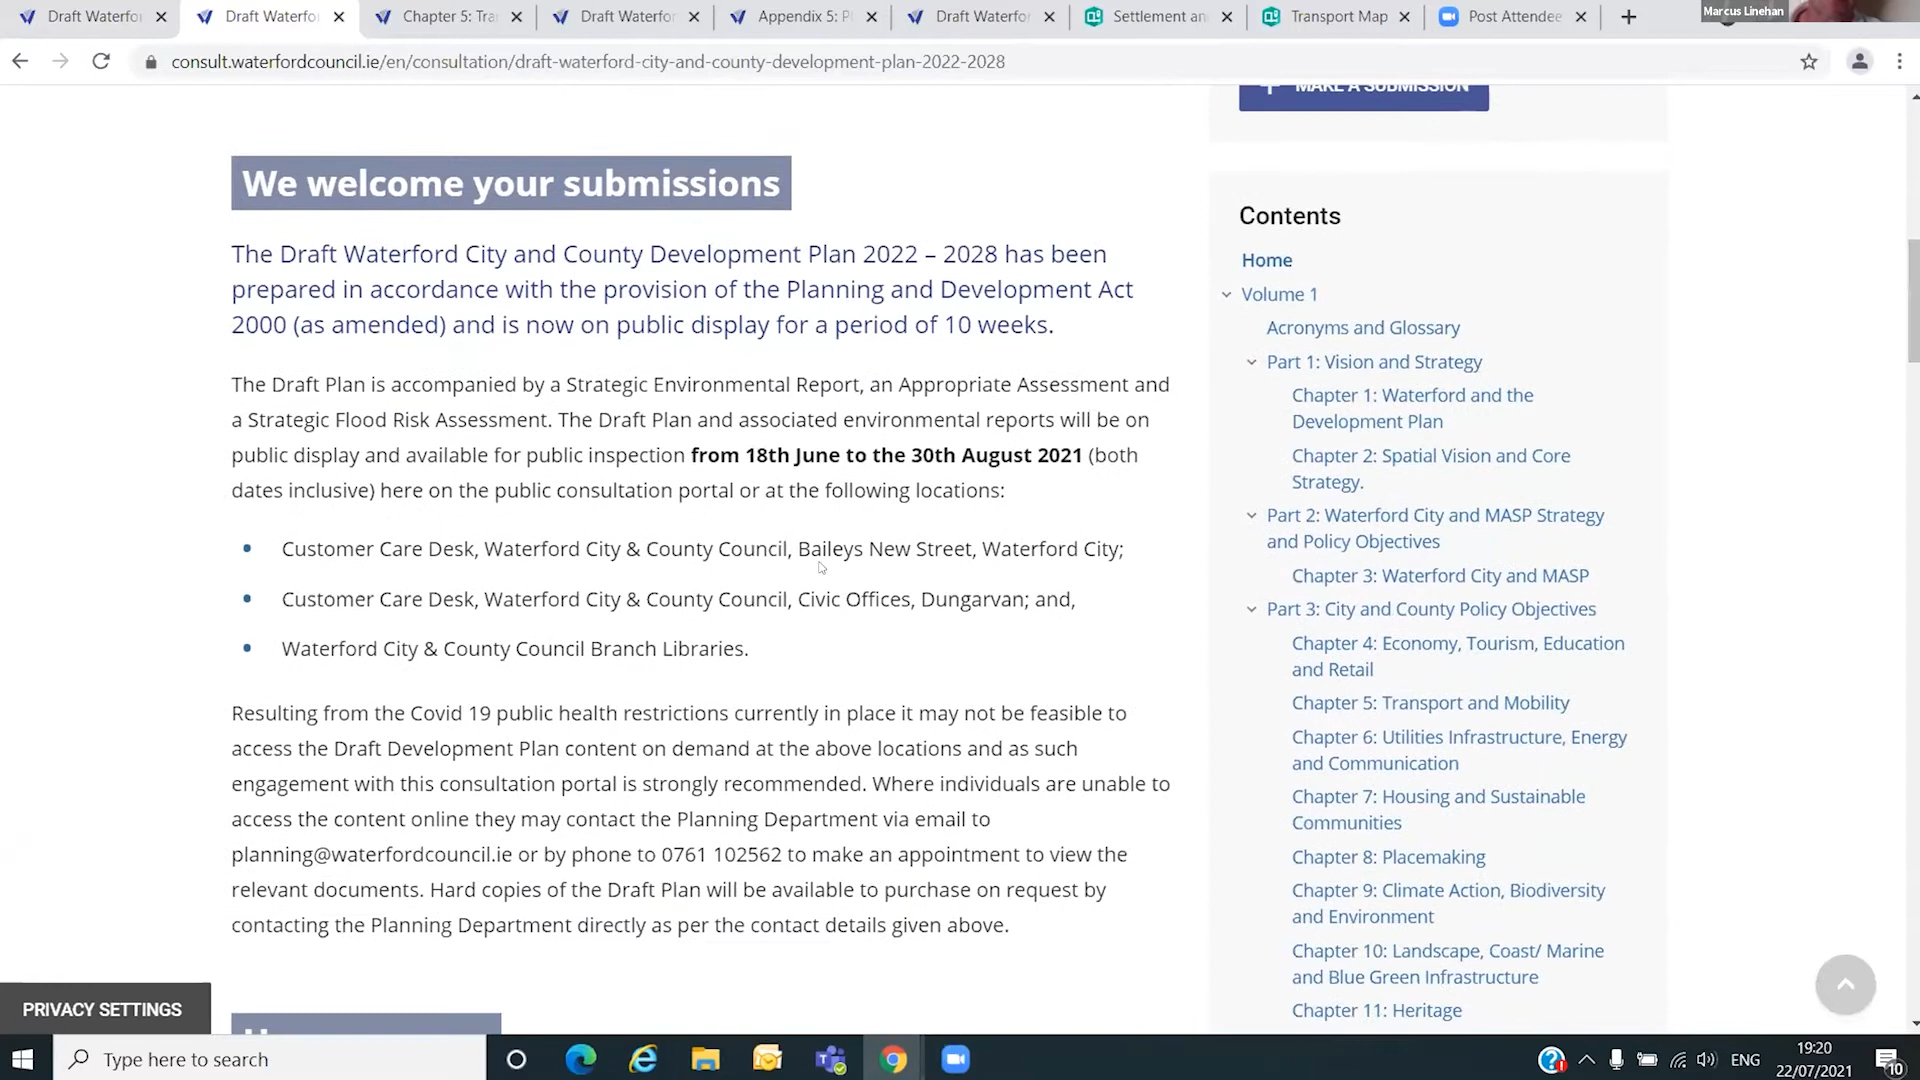 Draft Waterfo
Draft Waterfo
Chapter 5: Tra
Draft Waterfo
Appendix 5: P
Draft Waterfo
Settlement an
Transport Map
Post Attendee
Marcus Linehan
consult.waterfordcouncil.ie/en/consultation/draft-waterford-city-and-county-development-plan-2022-2028
MAKE A SUBMISSION
We welcome your submissions
The Draft Waterford City and County Development Plan 2022 – 2028 has been
prepared in accordance with the provision of the Planning and Development Act
2000 (as amended) and is now on public display for a period of 10 weeks.
The Draft Plan is accompanied by a Strategic Environmental Report, an Appropriate Assessment and
a Strategic Flood Risk Assessment. The Draft Plan and associated environmental reports will be on
public display and available for public inspection from 18th June to the 30th August 2021 (both
dates inclusive) here on the public consultation portal or at the following locations:
Customer Care Desk, Waterford City & County Council, Baileys New Street, Waterford City;
Customer Care Desk, Waterford City & County Council, Civic Offices, Dungarvan; and,
Waterford City & County Council Branch Libraries.
Resulting from the Covid 19 public health restrictions currently in place it may not be feasible to
access the Draft Development Plan content on demand at the above locations and as such
engagement with this consultation portal is strongly recommended. Where individuals are unable to
access the content online they may contact the Planning Department via email to
planning@waterfordcouncil.ie or by phone to 0761 102562 to make an appointment to view the
relevant documents. Hard copies of the Draft Plan will be available to purchase on request by
contacting the Planning Department directly as per the contact details given above.
Contents
Home
Volume 1
Acronyms and Glossary
Part 1: Vision and Strategy
Chapter 1: Waterford and the
Development Plan
Chapter 2: Spatial Vision and Core
Strategy.
Part 2: Waterford City and MASP Strategy
and Policy Objectives
Chapter 3: Waterford City and MASP
Part 3: City and County Policy Objectives
Chapter 4: Economy, Tourism, Education
and Retail
Chapter 5: Transport and Mobility
Chapter 6: Utilities Infrastructure, Energy
and Communication
Chapter 7: Housing and Sustainable
Communities
Chapter 8: Placemaking
Chapter 9: Climate Action, Biodiversity
and Environment
Chapter 10: Landscape, Coast/ Marine
and Blue Green Infrastructure
Chapter 11: Heritage
PRIVACY SETTINGS
Type here to search
ENG
19:20
22/07/2021
10